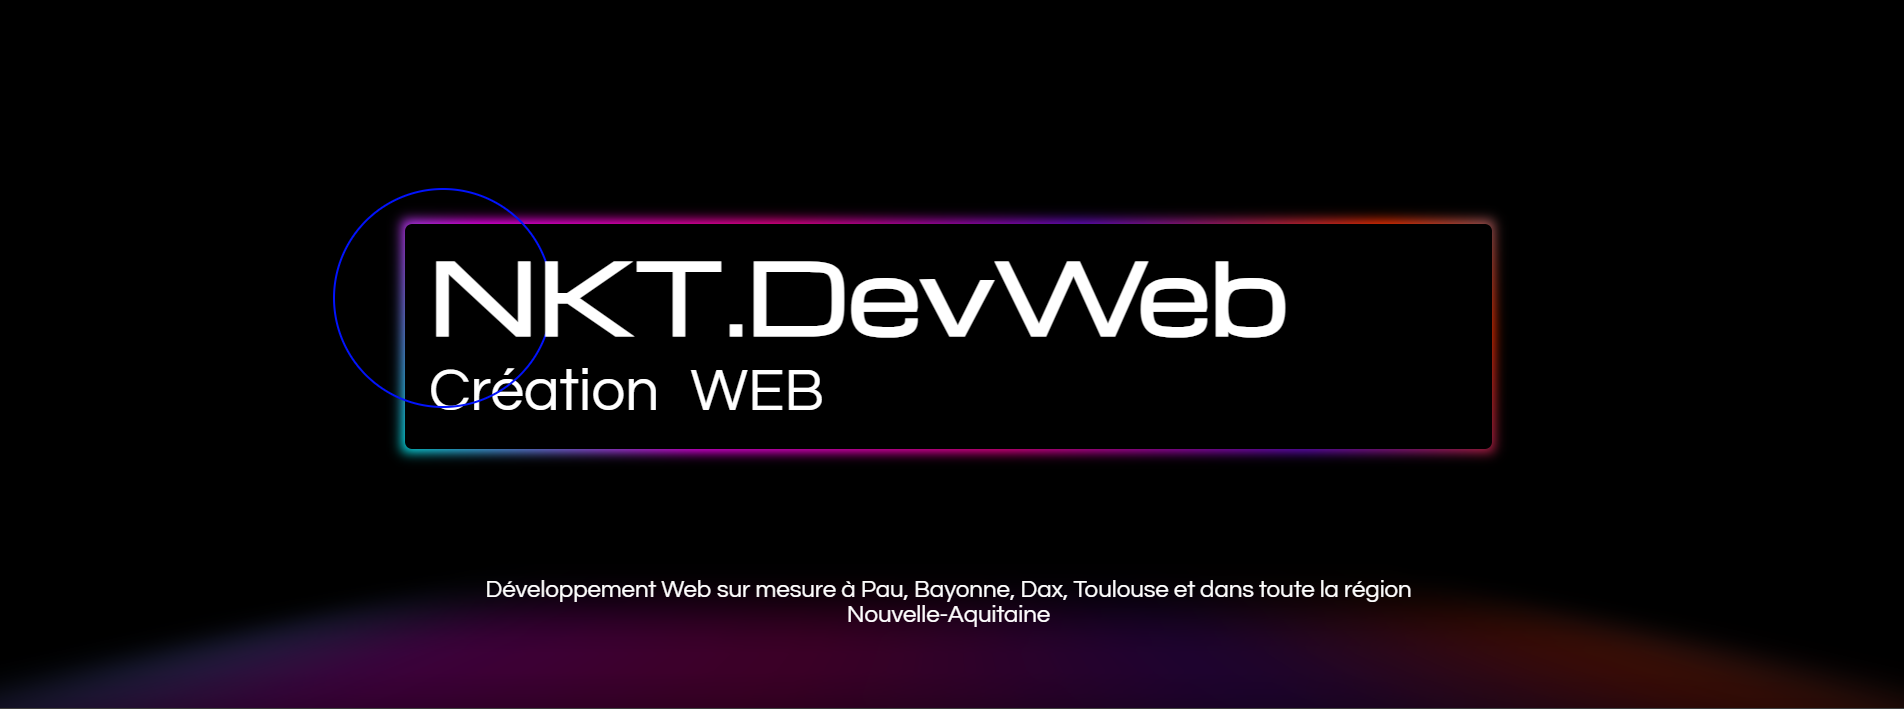 NKT.DevWeb
Création WEB
Développement Web sur mesure à Pau, Bayonne, Dax, Toulouse et dans toute la région
Nouvelle-Aquitaine